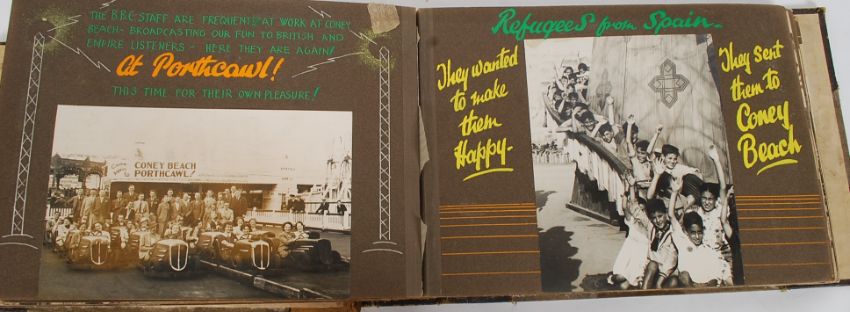 THE B.B.C STAFF ARE FREQUENTLY AT WORK AT CONEY
BEACH - BROADCASTING OUR FUN TO BRITISH AND
EMPIRE LISTENERS - HERE THEY ARE AGAIN!
At Porthcawl!
THIS TIME FOR THEIR OWN PLEASURE!
CONEY BEACH
PORTHCAWL!
Refugees from Spain.
They wanted
to make
them
Happy.
They sent
them to
Coney
Beach